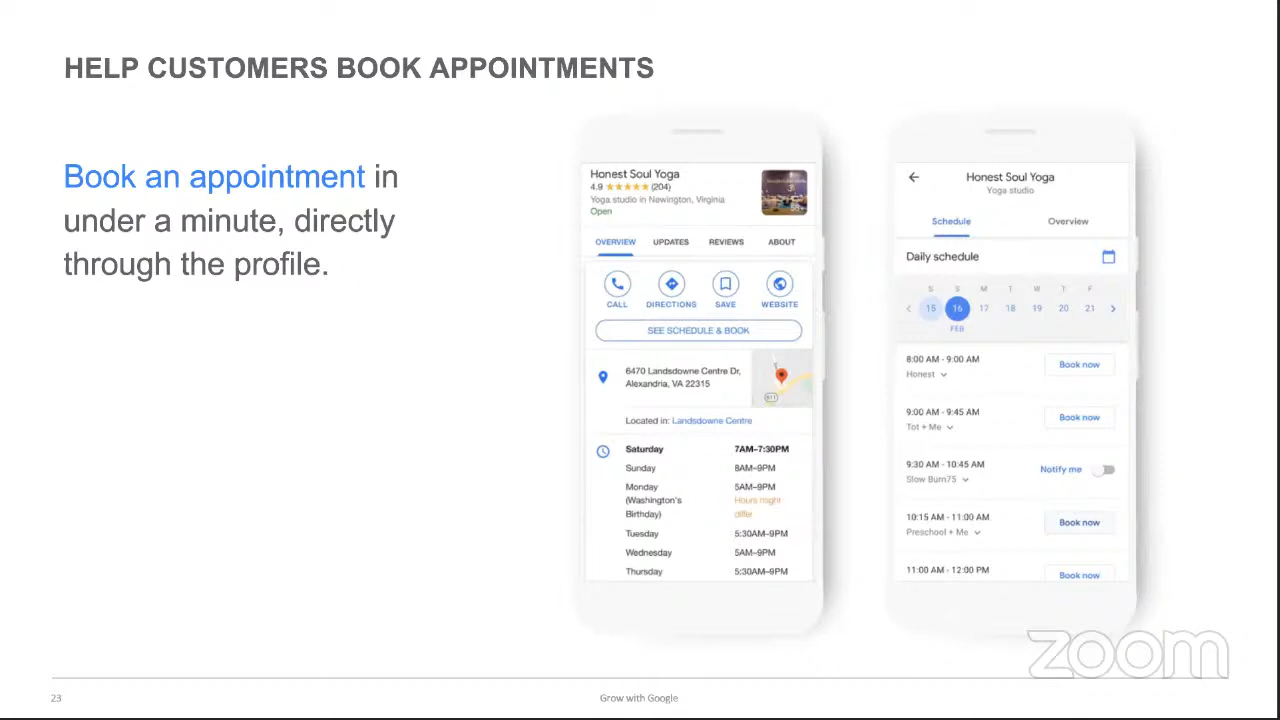 HELP CUSTOMERS BOOK APPOINTMENTS
Book an appointment in
under a minute, directly
through the profile.
Honest Soul Yoga
4.9 ★★★★★ (204)
Yoga studio in Newington, Virginia
Open
OVERVIEW UPDATES REVIEWS ABOUT
CALL DIRECTIONS SAVE WEBSITE
SEE SCHEDULE & BOOK
6470 Landsdowne Centre Dr,
Alexandria, VA 22315
Located in: Landsdowne Centre
Saturday 7AM–7:30PM
Sunday 8AM–9PM
Monday 5AM–9PM
(Washington's Hours might
Birthday) differ
Tuesday 5:30AM–9PM
Wednesday 5AM–9PM
Thursday 5:30AM–9PM
Honest Soul Yoga
Yoga studio
Schedule Overview
Daily schedule
S S M T W T F
15 16 17 18 19 20 21
FEB
8:00 AM - 9:00 AM Book now
Honest
9:00 AM - 9:45 AM Book now
Tot + Me
9:30 AM - 10:45 AM Notify me
Slow Burn75
10:15 AM - 11:00 AM Book now
Preschool + Me
11:00 AM - 12:00 PM Book now
zoom
23 Grow with Google